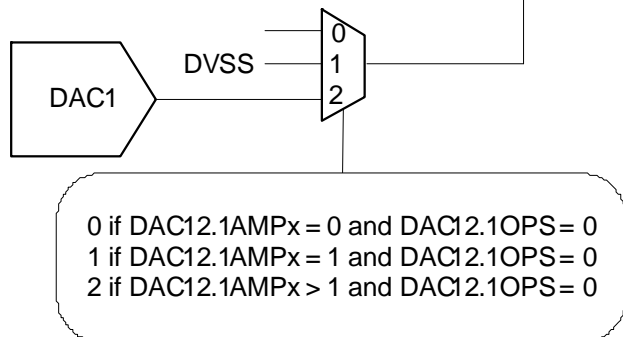 0
DVSS 1
DAC1
2
0 if DAC12.1AMPx = 0 and DAC12.1OPS = 0
1 if DAC12.1AMPx = 1 and DAC12.1OPS = 0
2 if DAC12.1AMPx > 1 and DAC12.1OPS = 0